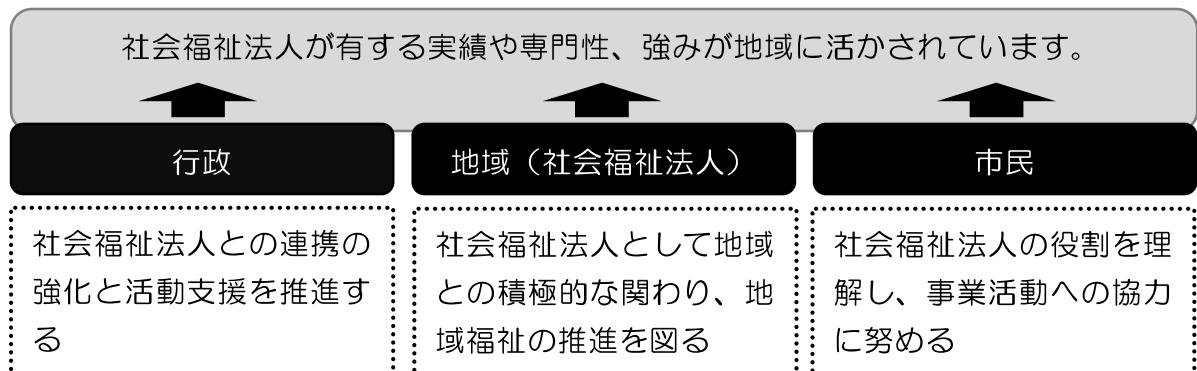 社会福祉法人が有する実績や専門性、強みが地域に活かされています。
行政
地域（社会福祉法人）
市民
社会福祉法人との連携の
強化と活動支援を推進す
る
社会福祉法人として地域
との積極的な関わり、地
域福祉の推進を図る
社会福祉法人の役割を理
解し、事業活動への協力
に努める